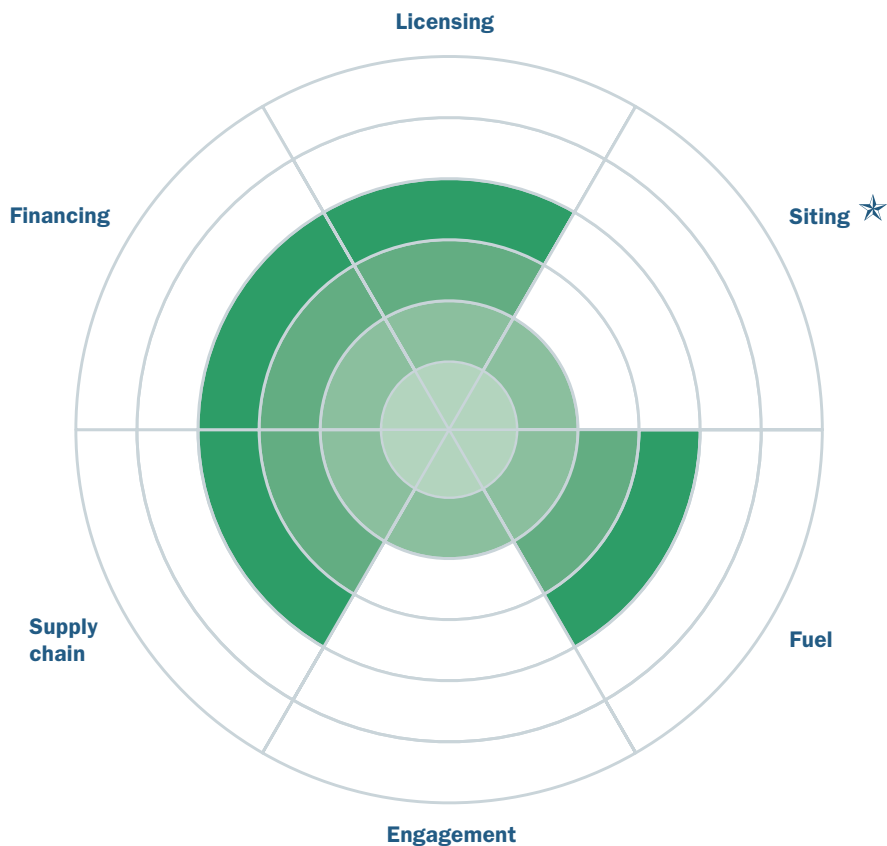 Licensing
Financing
Siting
Supply
chain
Fuel
Engagement